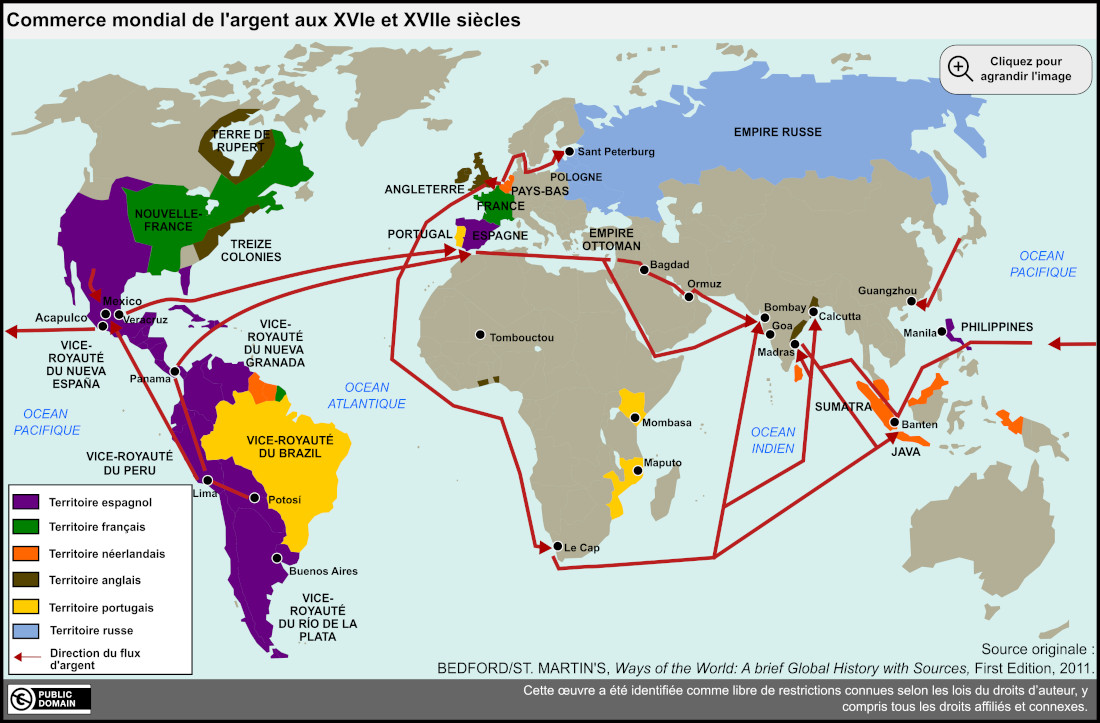 Commerce mondial de l'argent aux XVIe et XVIIe siècles
Cliquez pour
agrandir l'image
TERRE DE
RUPERT
EMPIRE RUSSE
Sant Peterburg
POLOGNE
ANGLETERRE
PAYS-BAS
FRANCE
NOUVELLE-
FRANCE
PORTUGAL
ESPAGNE
EMPIRE
OTTOMAN
TREIZE
COLONIES
OCEAN
PACIFIQUE
Bagdad
Ormuz
Guangzhou
Mexico
Veracruz
Acapulco
Bombay
Goa
Calcutta
Madras
Manila
PHILIPPINES
Tombouctou
VICE-
ROYAUTÉ
DU NUEVA
ESPAÑA
VICE-
ROYAUTÉ
DU NUEVA
GRANADA
Panama
OCEAN
ATLANTIQUE
OCEAN
PACIFIQUE
SUMATRA
Banten
JAVA
Mombasa
OCEAN
INDIEN
VICE-ROYAUTÉ
DU BRAZIL
VICE-ROYAUTÉ
DU PERU
Maputo
Lima
Potosí
Le Cap
Buenos Aires
VICE-
ROYAUTÉ
DU RÍO DE LA
PLATA
Territoire espagnol
Territoire français
Territoire néerlandais
Territoire anglais
Territoire portugais
Territoire russe
Direction du flux
d'argent
Source originale :
BEDFORD/ST. MARTIN'S, Ways of the World: A brief Global History with Sources, First Edition, 2011.
PUBLIC
DOMAIN
Cette œuvre a été identifiée comme libre de restrictions connues selon les lois du droits d'auteur, y
compris tous les droits affiliés et connexes.